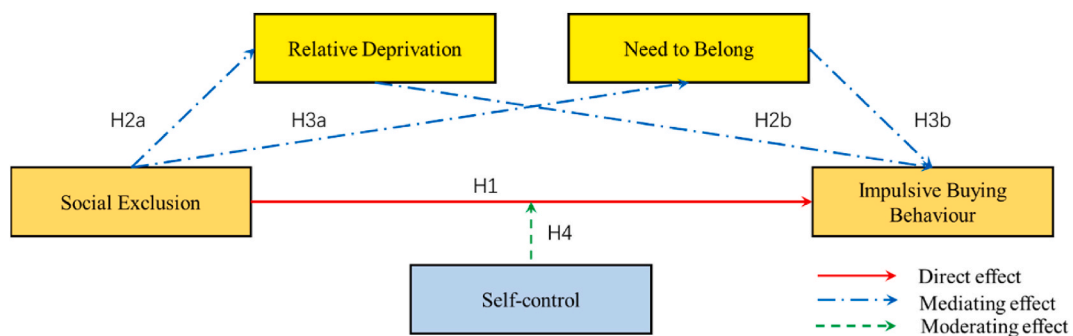 Relative Deprivation
Need to Belong
H2a
H3a
H2b
H3b
Social Exclusion
H1
Impulsive Buying
Behaviour
H4
Self-control
Direct effect
Mediating effect
Moderating effect